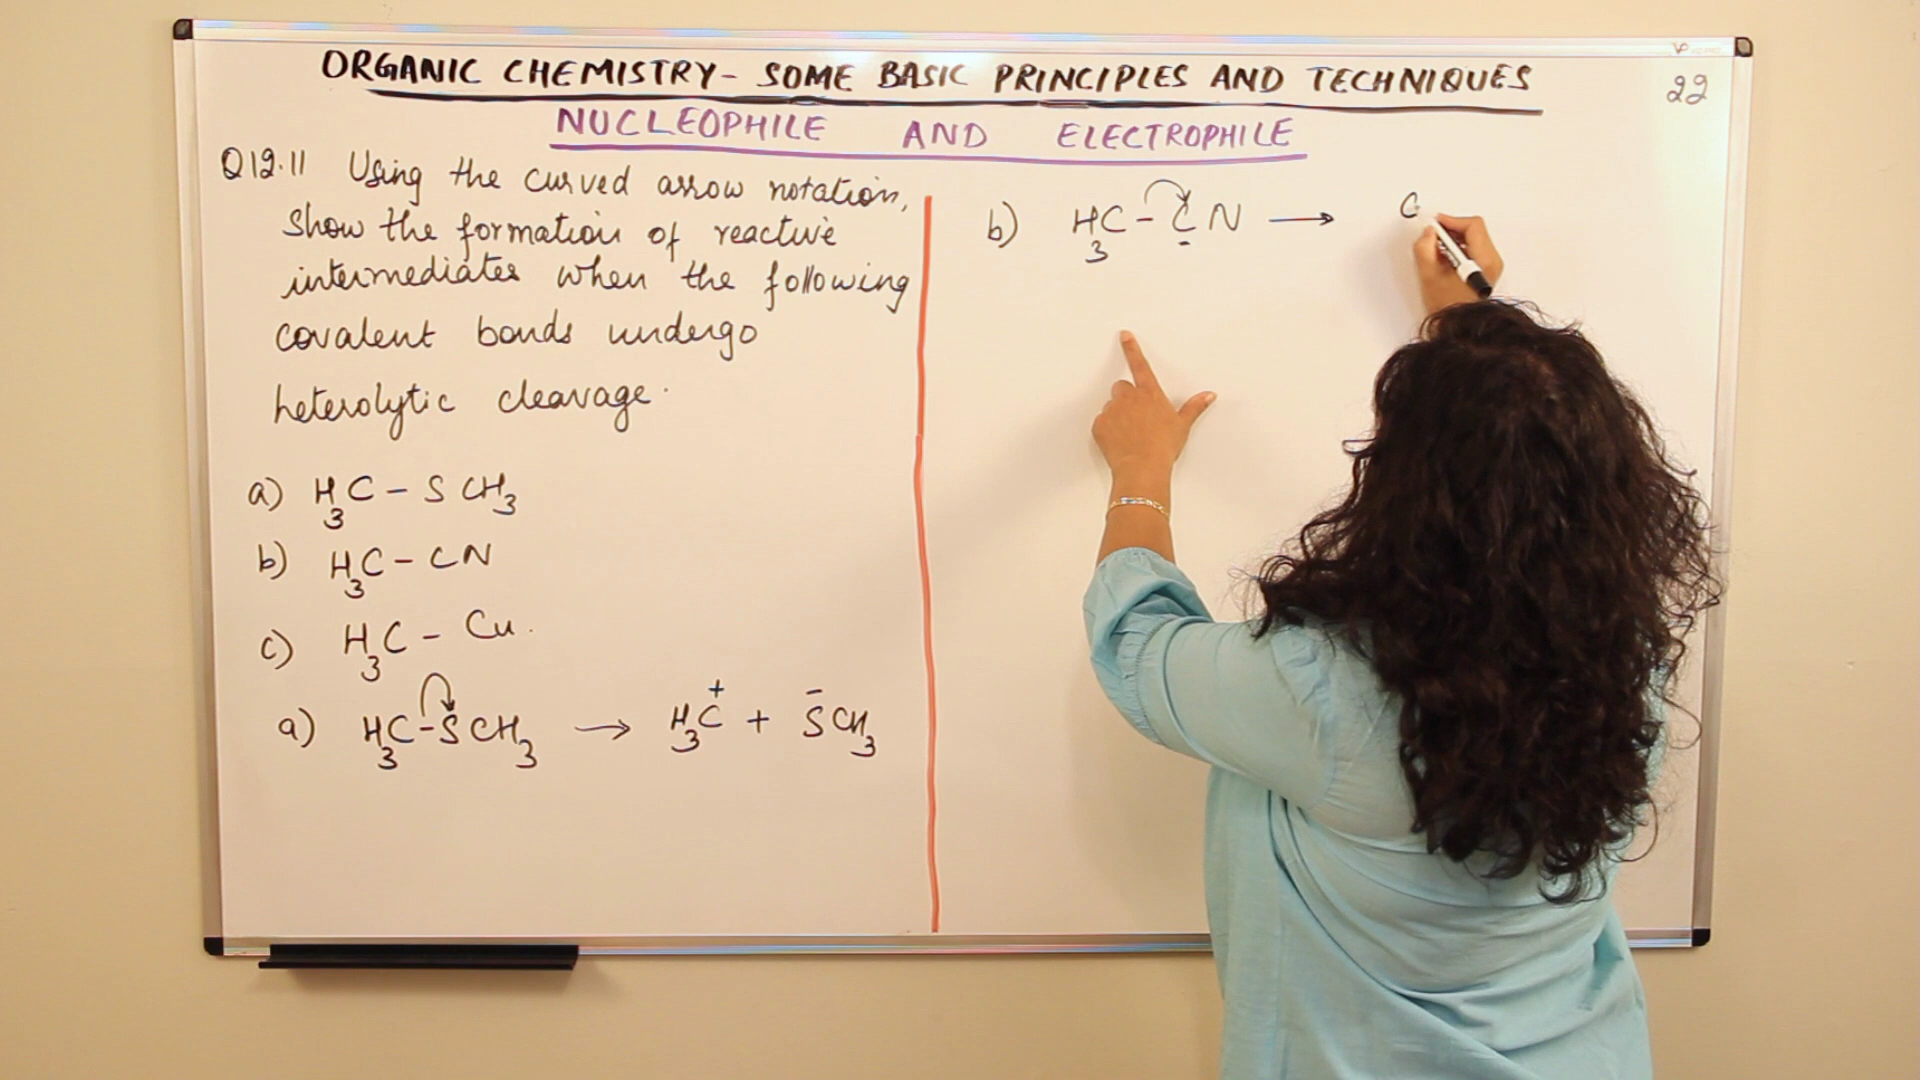 ORGANIC CHEMISTRY - SOME BASIC PRINCIPLES AND TECHNIQUES
22
NUCLEOPHILE AND ELECTROPHILE
Q12.11 Using the curved arrow notation,
show the formation of reactive
intermediates when the following
covalent bonds undergo
heterolytic cleavage.
a) H₃C - SCH₃
b) H₃C - CN
c) H₃C - Cu.
a) H₃C - SCH₃ → H₃C⁺ + S̄CH₃
b) H₃C - CN → C